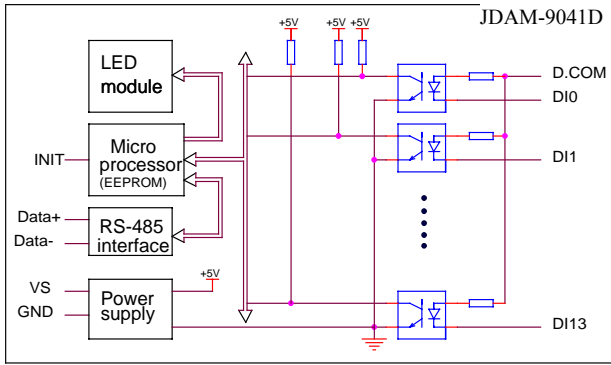 JDAM-9041D
+5V
+5V +5V
LED
module
D.COM
DI0
Micro
processor
(EEPROM)
INIT
DI1
Data+
Data-
RS-485
interface
+5V
VS
GND
Power
supply
DI13